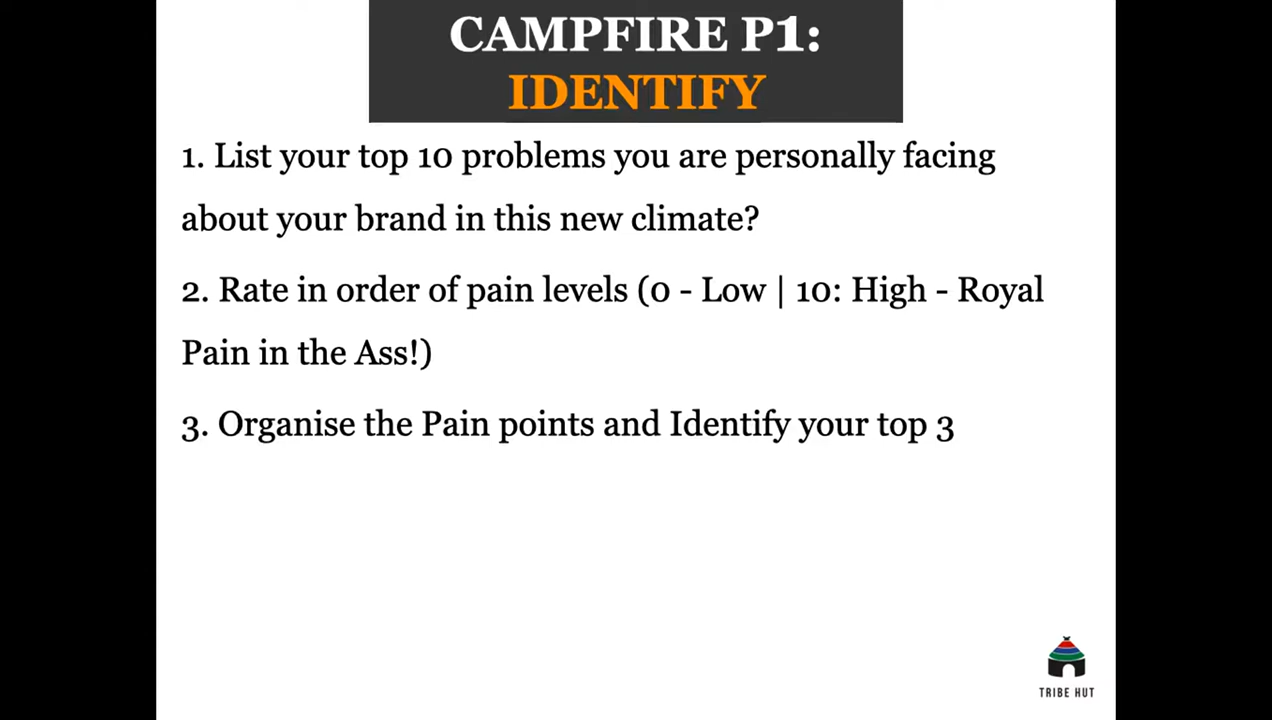 CAMPFIRE P1:
IDENTIFY
1. List your top 10 problems you are personally facing
about your brand in this new climate?
2. Rate in order of pain levels (0 - Low | 10: High - Royal
Pain in the Ass!)
3. Organise the Pain points and Identify your top 3
TRIBE HUT